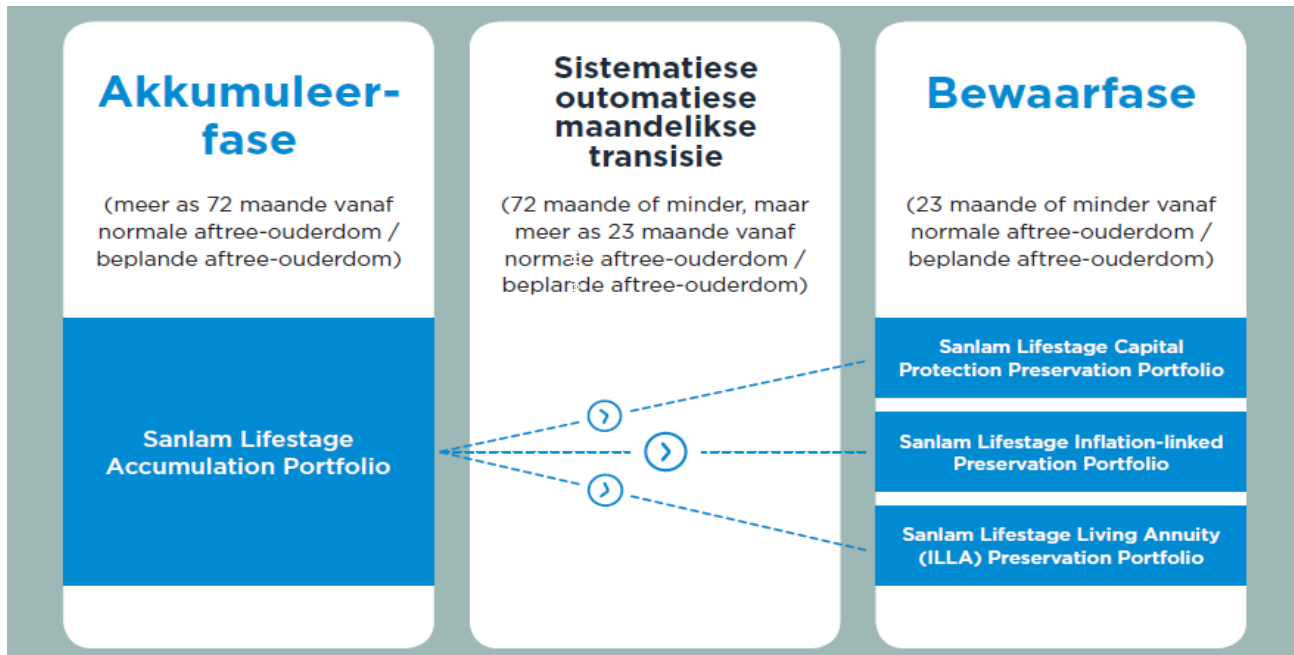 Akkumuleer-
fase
(meer as 72 maande vanaf
normale aftree-ouderdom /
beplande aftree-ouderdom)
Sanlam Lifestage
Accumulation Portfolio
Sistematiese
outomatiese
maandelikse
transisie
(72 maande of minder, maar
meer as 23 maande vanaf
normale aftree-ouderdom /
beplande aftree-ouderdom)
Bewaarfase
(23 maande of minder vanaf
normale aftree-ouderdom /
beplande aftree-ouderdom)
Sanlam Lifestage Capital
Protection Preservation Portfolio
Sanlam Lifestage Inflation-linked
Preservation Portfolio
Sanlam Lifestage Living Annuity
(ILLA) Preservation Portfolio